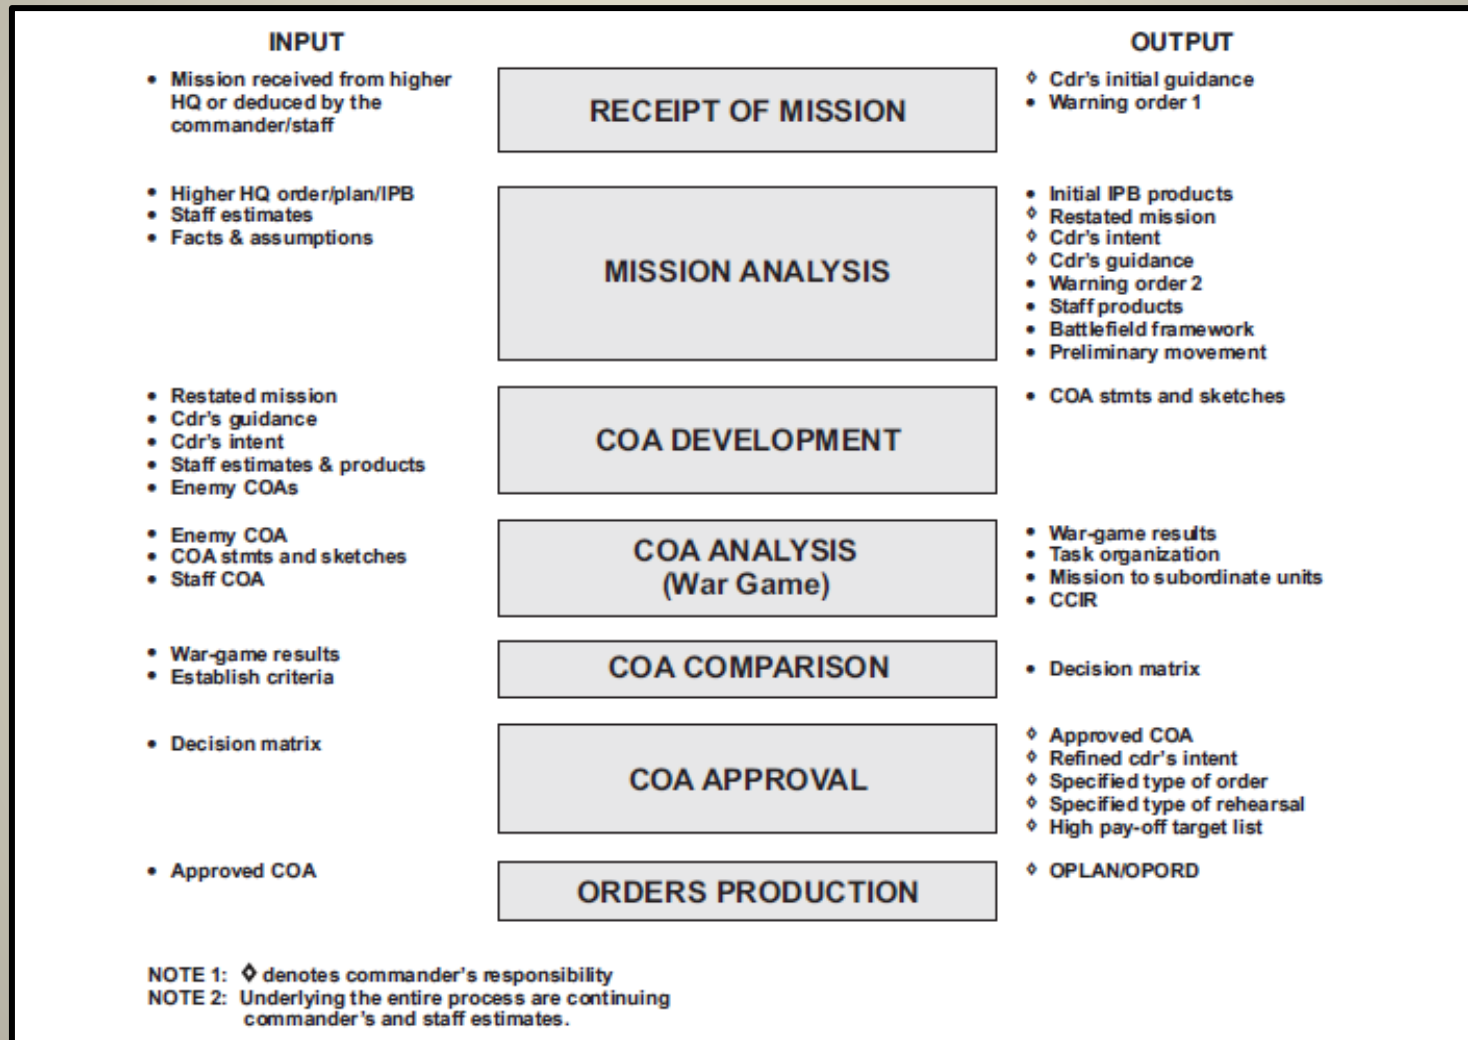 INPUT
OUTPUT
• Mission received from higher
HQ or deduced by the
commander/staff
RECEIPT OF MISSION
◊ Cdr's initial guidance
• Warning order 1
• Higher HQ order/plan/IPB
• Staff estimates
• Facts & assumptions
MISSION ANALYSIS
• Initial IPB products
◊ Restated mission
◊ Cdr's intent
◊ Cdr's guidance
• Warning order 2
• Staff products
• Battlefield framework
• Preliminary movement
• Restated mission
• Cdr's guidance
• Cdr's intent
• Staff estimates & products
• Enemy COAs
COA DEVELOPMENT
• COA stmts and sketches
• Enemy COA
• COA stmts and sketches
• Staff COA
COA ANALYSIS
(War Game)
• War-game results
• Task organization
• Mission to subordinate units
• CCIR
• War-game results
• Establish criteria
COA COMPARISON
• Decision matrix
• Decision matrix
COA APPROVAL
◊ Approved COA
◊ Refined cdr's intent
◊ Specified type of order
◊ Specified type of rehearsal
◊ High pay-off target list
• Approved COA
ORDERS PRODUCTION
◊ OPLAN/OPORD
NOTE 1: ◊ denotes commander's responsibility
NOTE 2: Underlying the entire process are continuing
commander's and staff estimates.